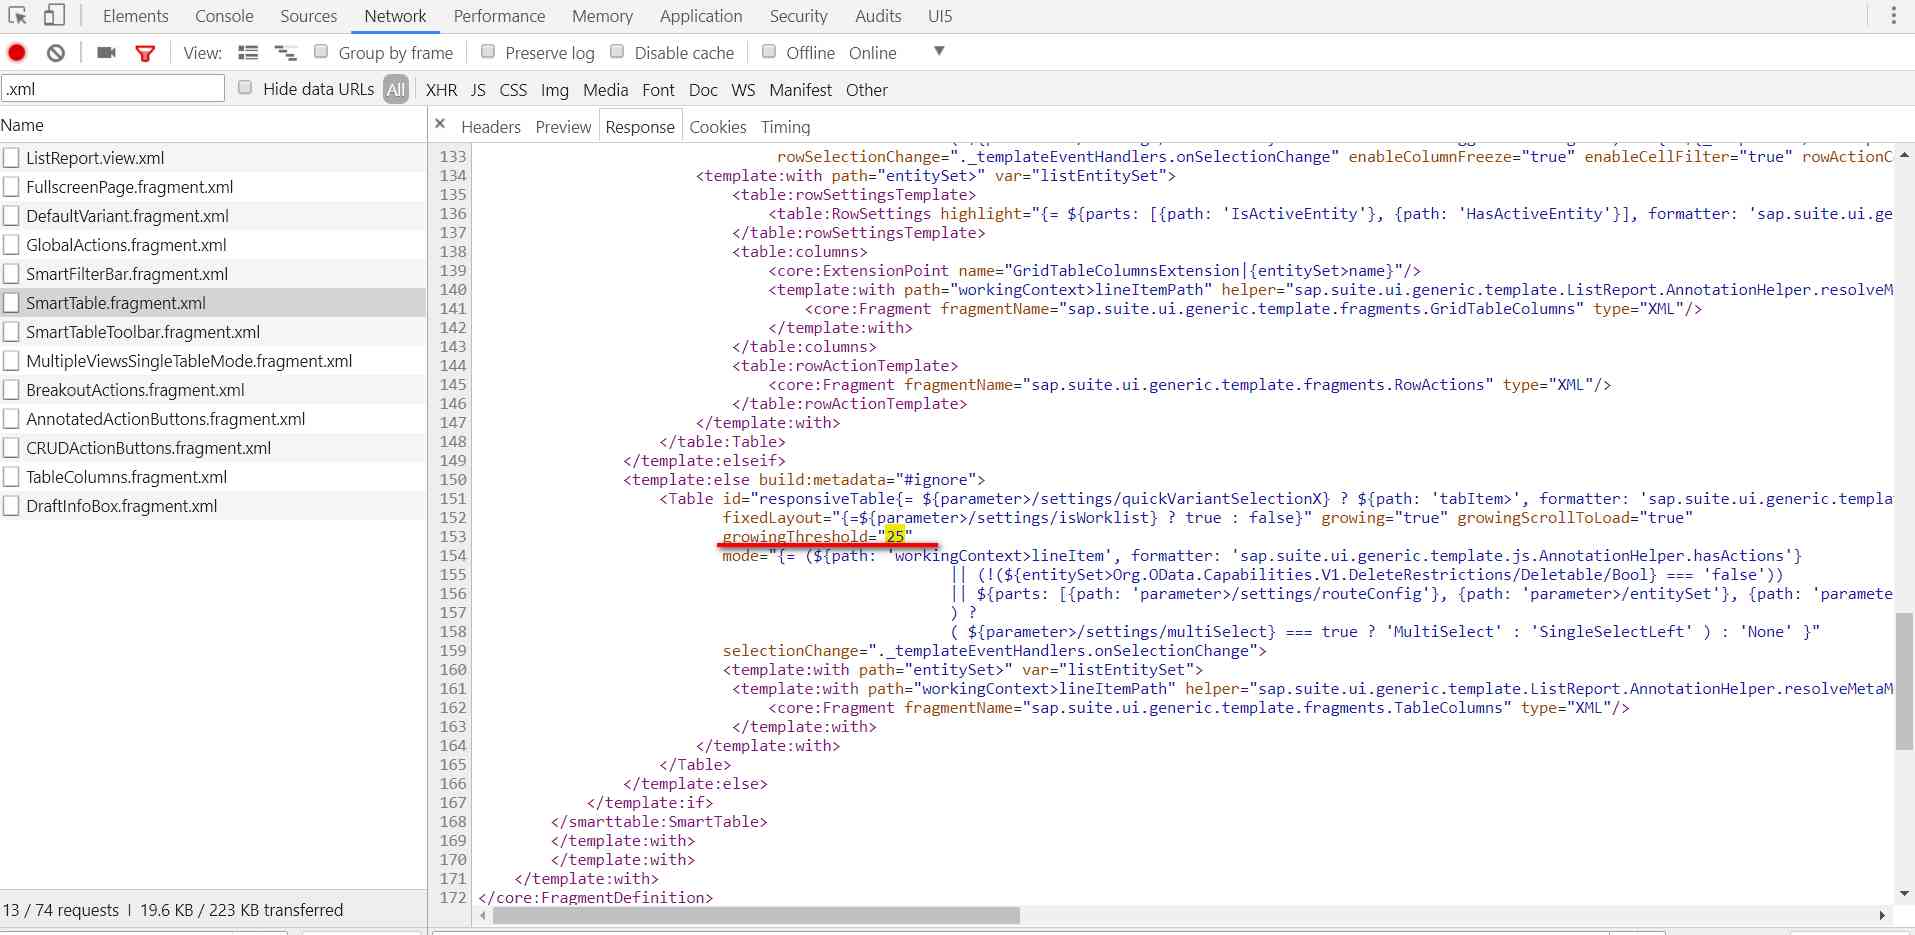 Elements Console Sources Network Performance Memory Application Security Audits UI5
View: Group by frame Preserve log Disable cache Offline Online
.xml Hide data URLs All XHR JS CSS Img Media Font Doc WS Manifest Other
Name
ListReport.view.xml
FullscreenPage.fragment.xml
DefaultVariant.fragment.xml
GlobalActions.fragment.xml
SmartFilterBar.fragment.xml
SmartTable.fragment.xml
SmartTableToolbar.fragment.xml
MultipleViewsSingleTableMode.fragment.xml
BreakoutActions.fragment.xml
AnnotatedActionButtons.fragment.xml
CRUDActionButtons.fragment.xml
TableColumns.fragment.xml
DraftInfoBox.fragment.xml
13 / 74 requests | 19.6 KB / 223 KB transferred
× Headers Preview Response Cookies Timing
133 rowSelectionChange="._templateEventHandlers.onSelectionChange" enableColumnFreeze="true" enableCellFilter="true" rowActionC
134 <template:with path="entitySet>" var="listEntitySet">
135 <table:rowSettingsTemplate>
136 <table:RowSettings highlight="{= ${parts: [{path: 'IsActiveEntity'}, {path: 'HasActiveEntity'}], formatter: 'sap.suite.ui.ge
137 </table:rowSettingsTemplate>
138 <table:columns>
139 <core:ExtensionPoint name="GridTableColumnsExtension|{entitySet>name}"/>
140 <template:with path="workingContext>lineItemPath" helper="sap.suite.ui.generic.template.ListReport.AnnotationHelper.resolveM
141 <core:Fragment fragmentName="sap.suite.ui.generic.template.fragments.GridTableColumns" type="XML"/>
142 </template:with>
143 </table:columns>
144 <table:rowActionTemplate>
145 <core:Fragment fragmentName="sap.suite.ui.generic.template.fragments.RowActions" type="XML"/>
146 </table:rowActionTemplate>
147 </template:with>
148 </table:Table>
149 </template:elseif>
150 <template:else build:metadata="#ignore">
151 <Table id="responsiveTable{= ${parameter>/settings/quickVariantSelectionX} ? ${path: 'tabItem>', formatter: 'sap.suite.ui.generic.templa
152 fixedLayout="{=${parameter>/settings/isWorklist} ? true : false}" growing="true" growingScrollToLoad="true"
153 growingThreshold="25"
154 mode="{= (${path: 'workingContext>lineItem', formatter: 'sap.suite.ui.generic.template.js.AnnotationHelper.hasActions'}
155 || (!(${entitySet>Org.OData.Capabilities.V1.DeleteRestrictions/Deletable/Bool} === 'false'))
156 || ${parts: [{path: 'parameter>/settings/routeConfig'}, {path: 'parameter>/entitySet'}, {path: 'paramete
157 ) ?
158 ( ${parameter>/settings/multiSelect} === true ? 'MultiSelect' : 'SingleSelectLeft' ) : 'None' }"
159 selectionChange="._templateEventHandlers.onSelectionChange">
160 <template:with path="entitySet>" var="listEntitySet">
161 <template:with path="workingContext>lineItemPath" helper="sap.suite.ui.generic.template.ListReport.AnnotationHelper.resolveMetaM
162 <core:Fragment fragmentName="sap.suite.ui.generic.template.fragments.TableColumns" type="XML"/>
163 </template:with>
164 </template:with>
165 </Table>
166 </template:else>
167 </template:if>
168 </smarttable:SmartTable>
169 </template:with>
170 </template:with>
171 </template:with>
172 </core:FragmentDefinition>